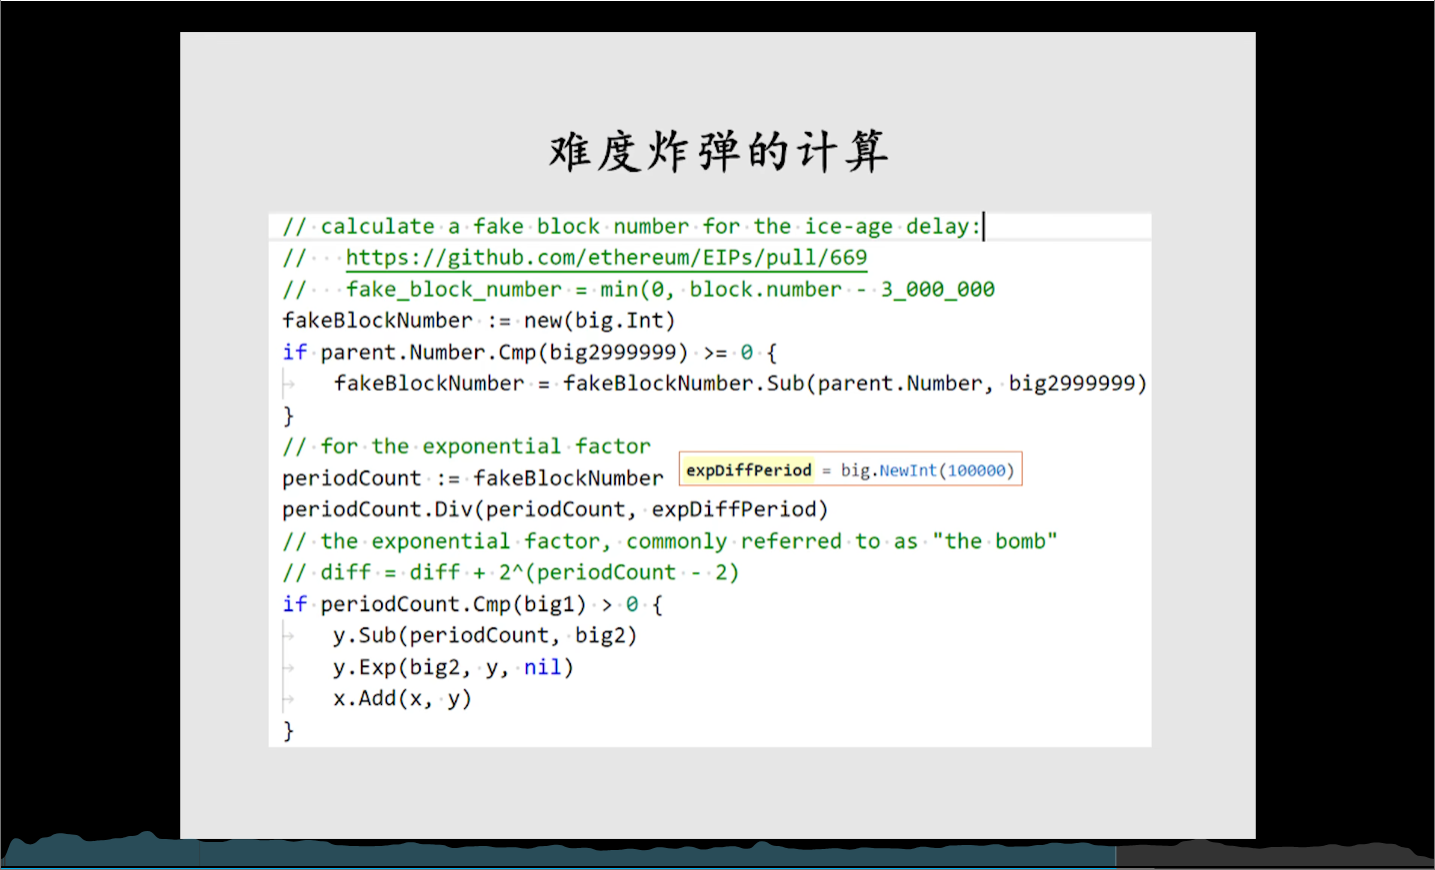 难度炸弹的计算
// calculate a fake block number for the ice-age delay:
// https://github.com/ethereum/EIPs/pull/669
// fake_block_number = min(0, block.number - 3_000_000
fakeBlockNumber := new(big.Int)
if parent.Number.Cmp(big2999999) >= 0 {
fakeBlockNumber = fakeBlockNumber.Sub(parent.Number, big2999999)
}
// for the exponential factor
periodCount := fakeBlockNumber
expDiffPeriod = big.NewInt(100000)
periodCount.Div(periodCount, expDiffPeriod)
// the exponential factor, commonly referred to as "the bomb"
// diff = diff + 2^(periodCount - 2)
if periodCount.Cmp(big1) > 0 {
y.Sub(periodCount, big2)
y.Exp(big2, y, nil)
x.Add(x, y)
}